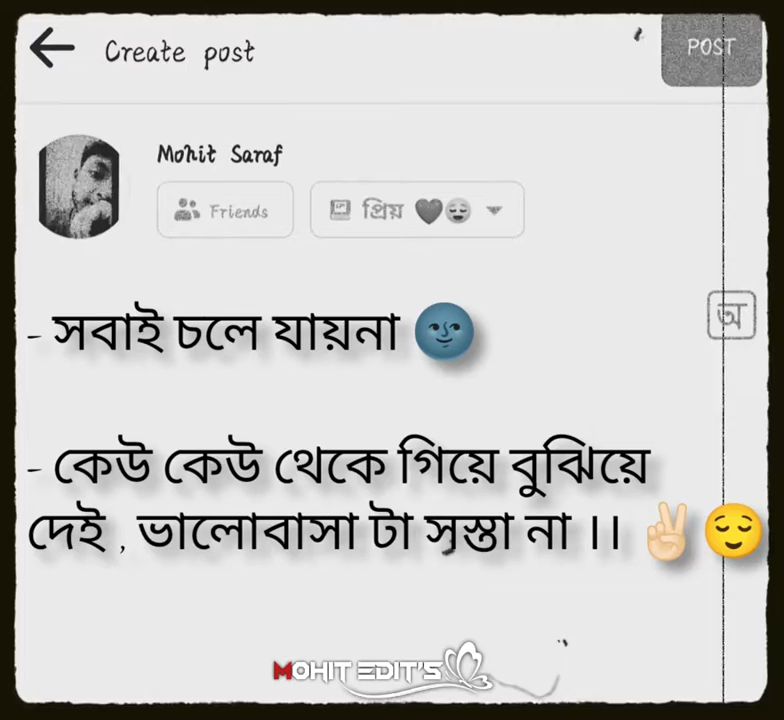 Create post
POST
Mohit Saraf
Friends
প্রিয় 🖤😌
অ
- সবাই চলে যায়না 🌚
- কেউ কেউ থেকে গিয়ে বুঝিয়ে
দেই , ভালোবাসা টা সস্তা না ।। ✌🏻😌
MOHIT EDIT'S